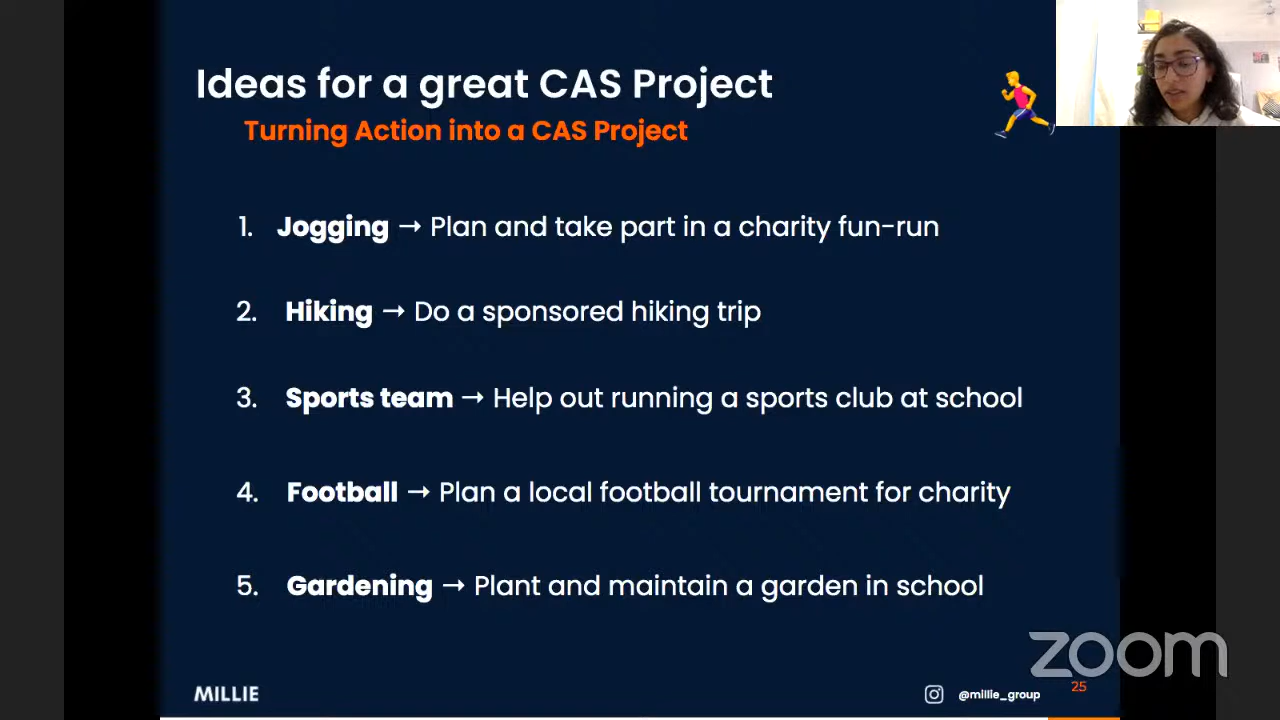 Ideas for a great CAS Project
Turning Action into a CAS Project
1. Jogging → Plan and take part in a charity fun-run
2. Hiking → Do a sponsored hiking trip
3. Sports team → Help out running a sports club at school
4. Football → Plan a local football tournament for charity
5. Gardening → Plant and maintain a garden in school
zoom
MILLIE
@millie_group
25